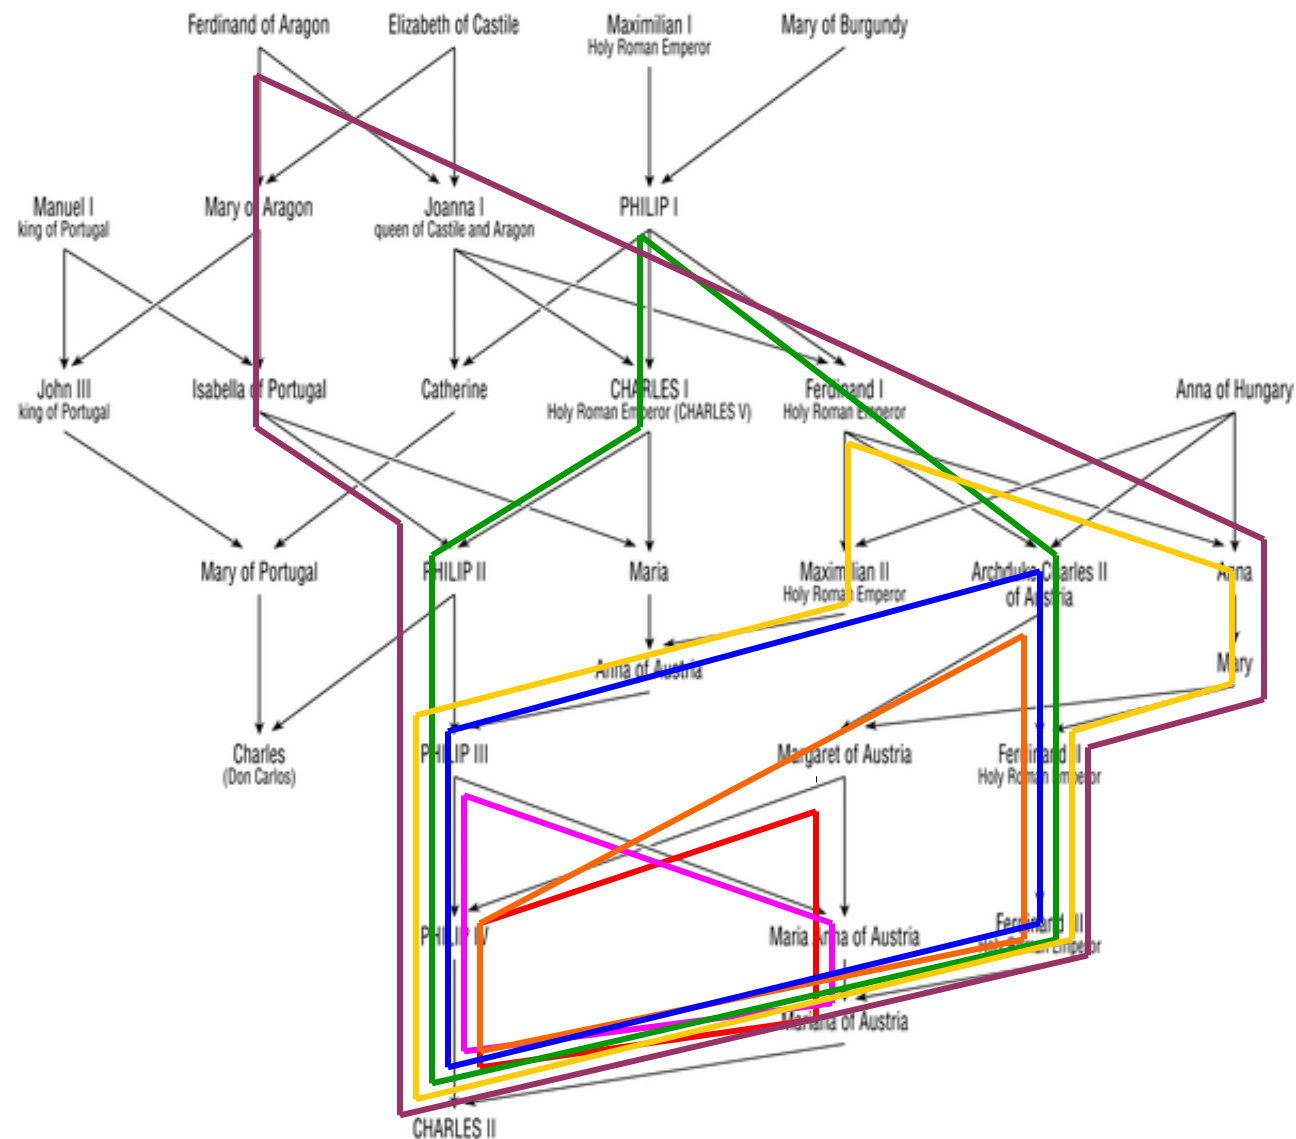 Ferdinand of Aragon
Elizabeth of Castile
Maximilian I
Holy Roman Emperor
Mary of Burgundy
Manuel I
king of Portugal
Mary of Aragon
Joanna I
queen of Castile and Aragon
PHILIP I
John III
king of Portugal
Isabella of Portugal
Catherine
CHARLES I
Holy Roman Emperor (CHARLES V)
Ferdinand I
Holy Roman Emperor
Anna of Hungary
Mary of Portugal
PHILIP II
Maria
Maximilian II
Holy Roman Emperor
Archduke Charles II
of Austria
Anna
Anna of Austria
Mary
Charles
(Don Carlos)
PHILIP III
Margaret of Austria
Ferdinand II
Holy Roman Emperor
PHILIP IV
Maria Anna of Austria
Ferdinand III
Holy Roman Emperor
Mariana of Austria
CHARLES II